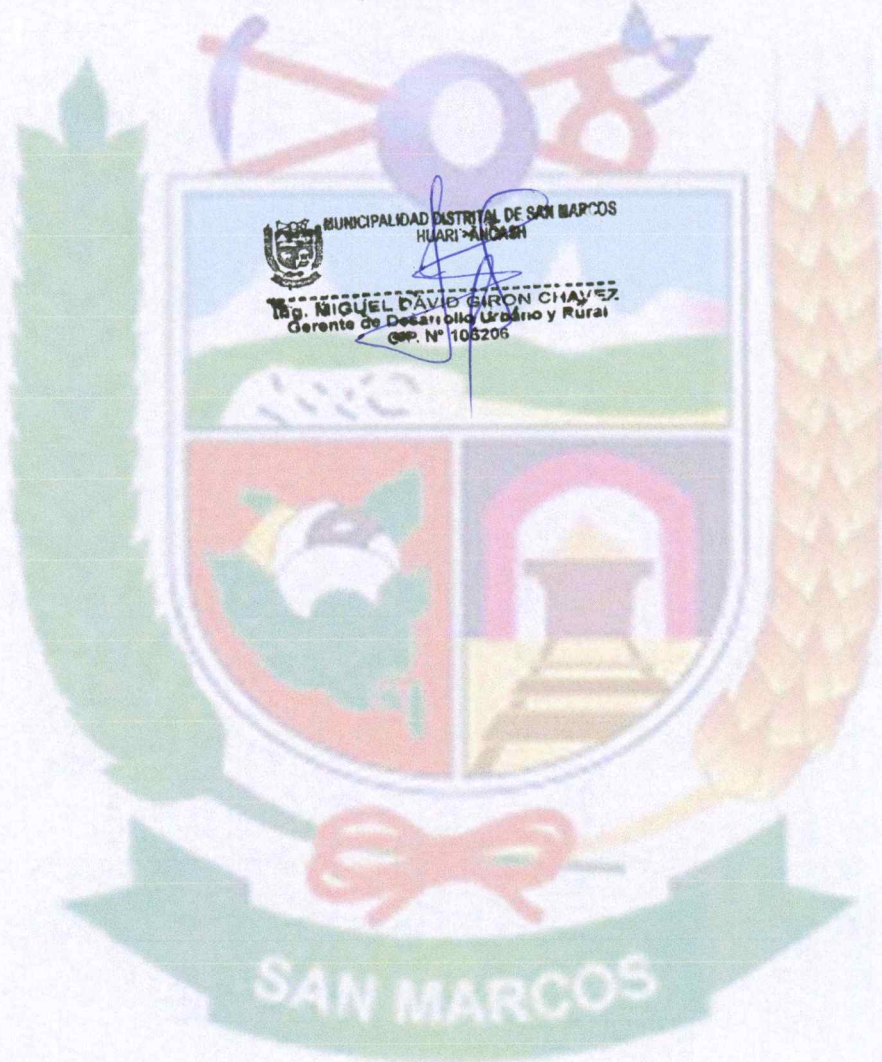 MUNICIPALIDAD DISTRITAL DE SAN MARCOS
HUARI - ANCASH
Ing. MIGUEL DAVID GIRON CHAVEZ
Gerente de Desarrollo Urbano y Rural
CIP. N° 106206
SAN MARCOS